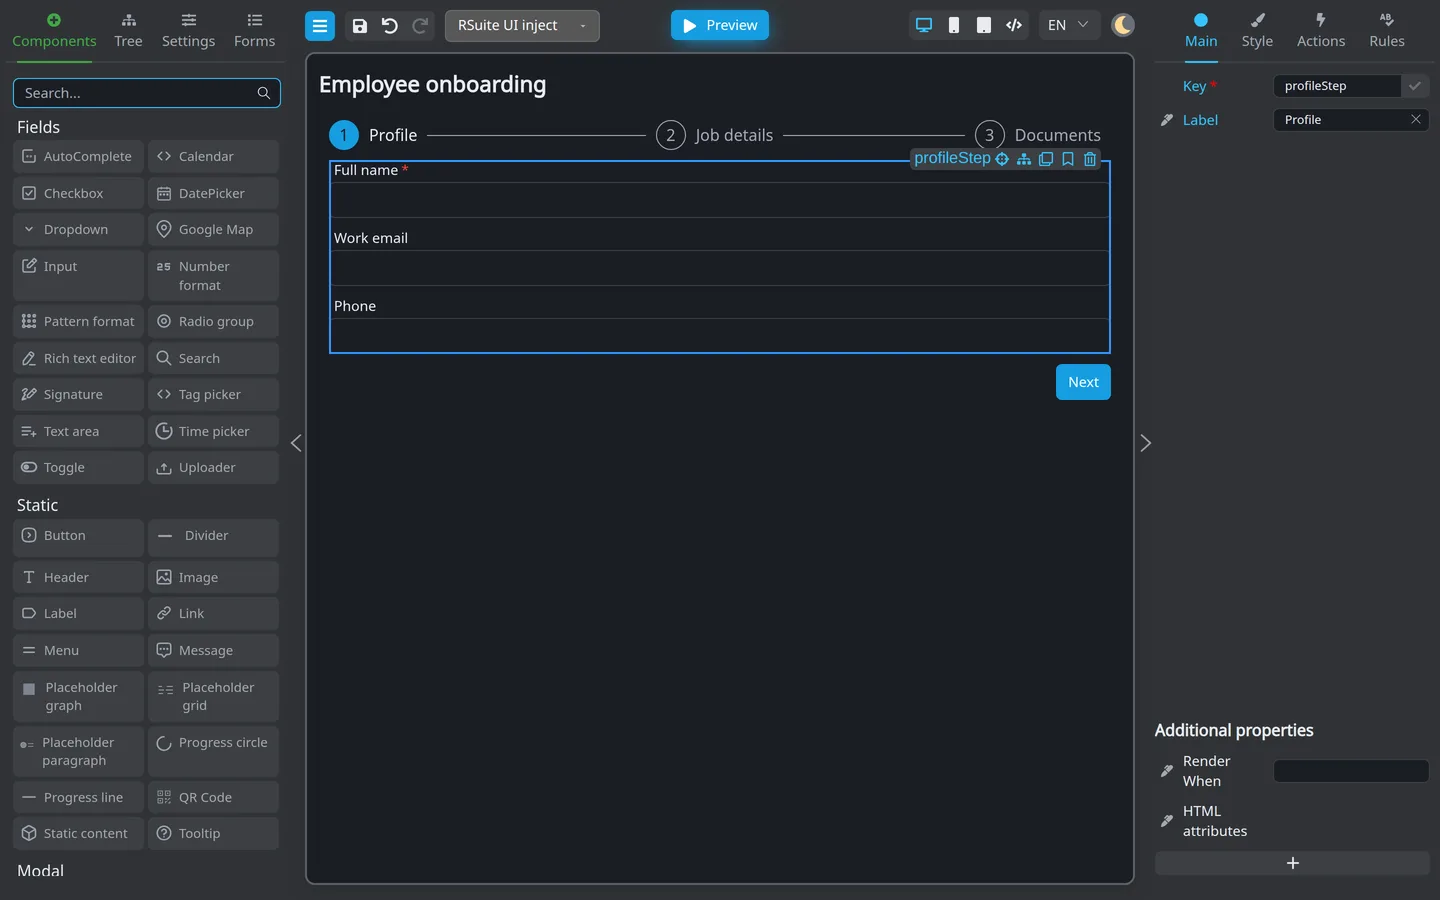 Components
Tree
Settings
Forms
RSuite UI inject
Preview
EN
Main
Style
Actions
Rules
Search...
Fields
AutoComplete
Calendar
Checkbox
DatePicker
Dropdown
Google Map
Input
Number
format
Pattern format
Radio group
Rich text editor
Search
Signature
Tag picker
Text area
Time picker
Toggle
Uploader
Static
Button
Divider
Header
Image
Label
Link
Menu
Message
Placeholder
graph
Placeholder
grid
Placeholder
paragraph
Progress circle
Progress line
QR Code
Static content
Tooltip
Modal
Employee onboarding
1 Profile
2 Job details
3 Documents
profileStep
Full name *
Work email
Phone
Next
Key *
profileStep
Label
Profile
Additional properties
Render
When
HTML
attributes